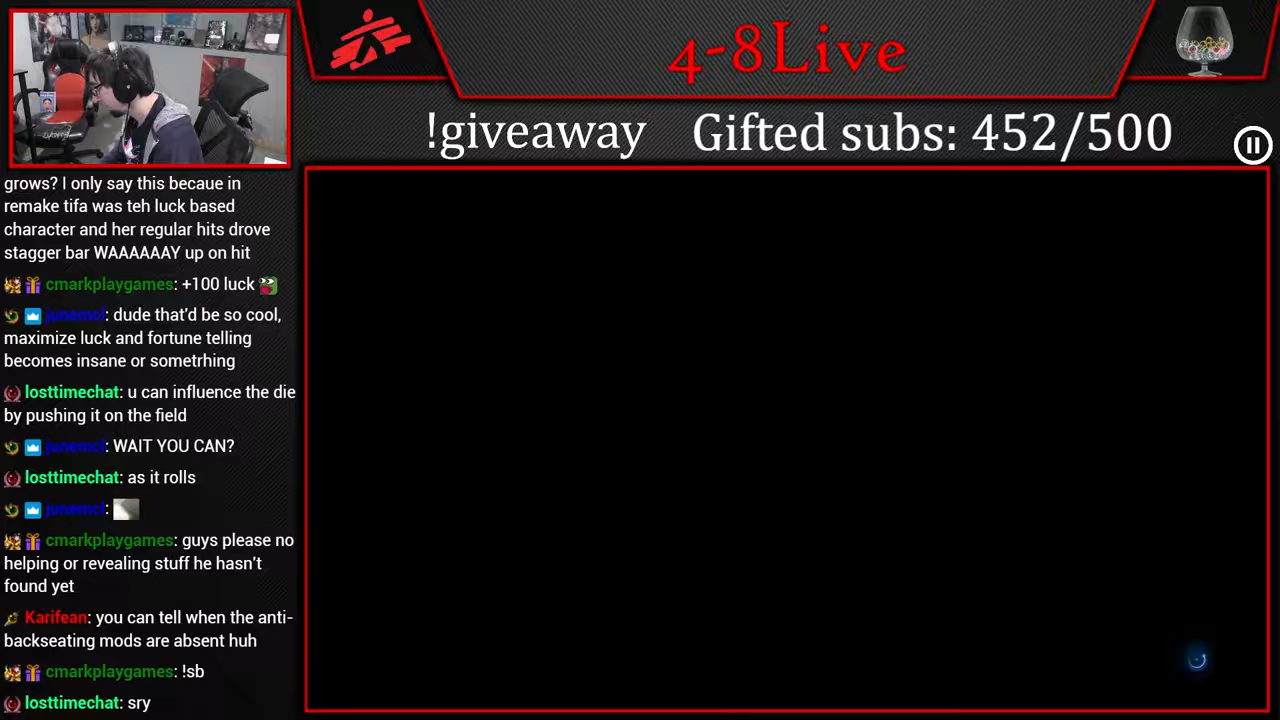 4-8Live
!giveaway Gifted subs: 452/500
grows? I only say this becaue in
remake tifa was teh luck based
character and her regular hits drove
stagger bar WAAAAAAY up on hit
cmarkplaygames: +100 luck
junemcl: dude that'd be so cool,
maximize luck and fortune telling
becomes insane or sometrhing
losttimechat: u can influence the die
by pushing it on the field
junemcl: WAIT YOU CAN?
losttimechat: as it rolls
junemcl:
cmarkplaygames: guys please no
helping or revealing stuff he hasn't
found yet
Karifean: you can tell when the anti-
backseating mods are absent huh
cmarkplaygames: !sb
losttimechat: sry